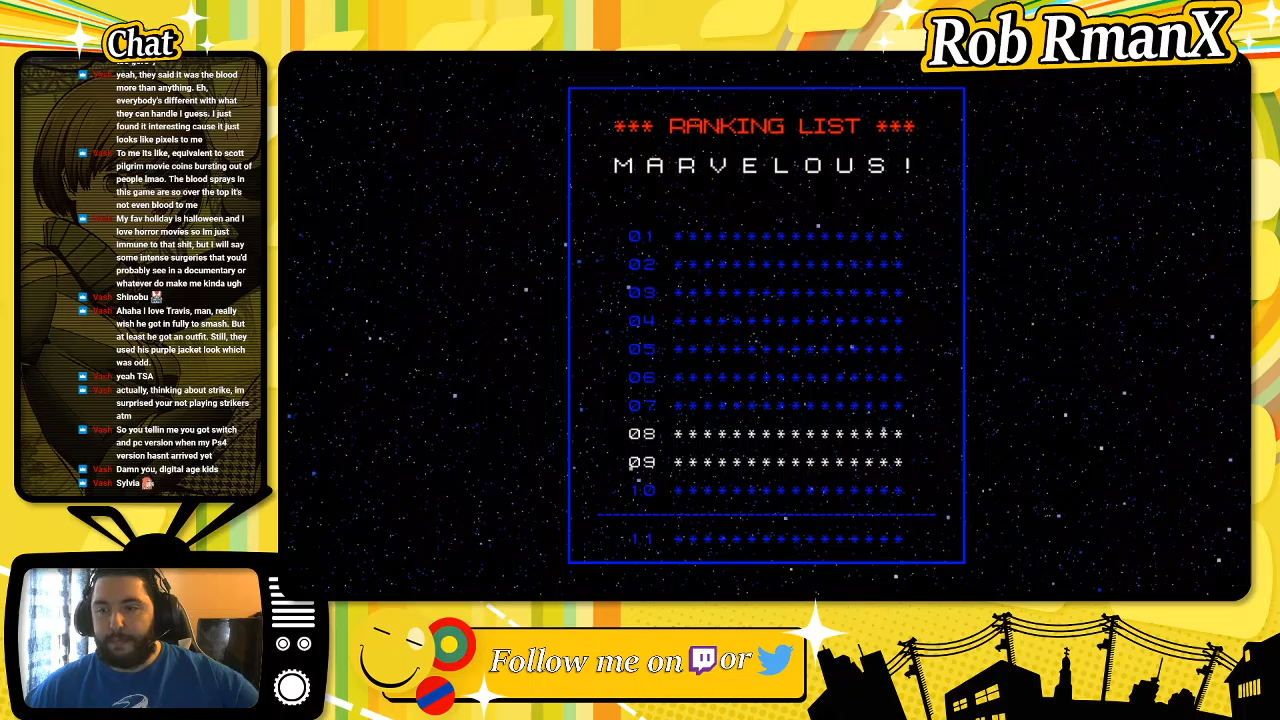 Chat
Rob RmanX
Vash yeah, they said it was the blood
more than anything. Eh,
everybody's different with what
they can handle I guess. I just
found it interesting cause it just
looks like pixels to me
Vash To me its like, equivalent to scott
pilgrim movie coins bursting out of
people lmao. The blood sprays in
this game are so over the top it's
not even blood to me
Vash My fav holiday is halloween and I
love horror movies so Im just
immune to that shit, but I will say
some intense surgeries that you'd
probably see in a documentary or
whatever do make me kinda ugh
Vash Shinobu
Vash Ahaha I love Travis, man, really
wish he got in fully to smash. But
at least he got an outfit. Still, they
used his purple jacket look which
was odd.
Vash yeah TSA
Vash actually, thinking about strike, im
surprised your not playing strikers
atm
Vash So you tellin me you got switch
and pc version when my Ps4
version hasnt arrived yet
Vash Damn you, digital age kids
Vash Sylvia
*** RANKING LIST ***
MARVELOUS!
01 ****************
02 ****************
03 ****************
04 ****************
05 ****************
06 ****************
07 ****************
08 ****************
09 ****************
10 ****************
11 ****************
Follow me on or